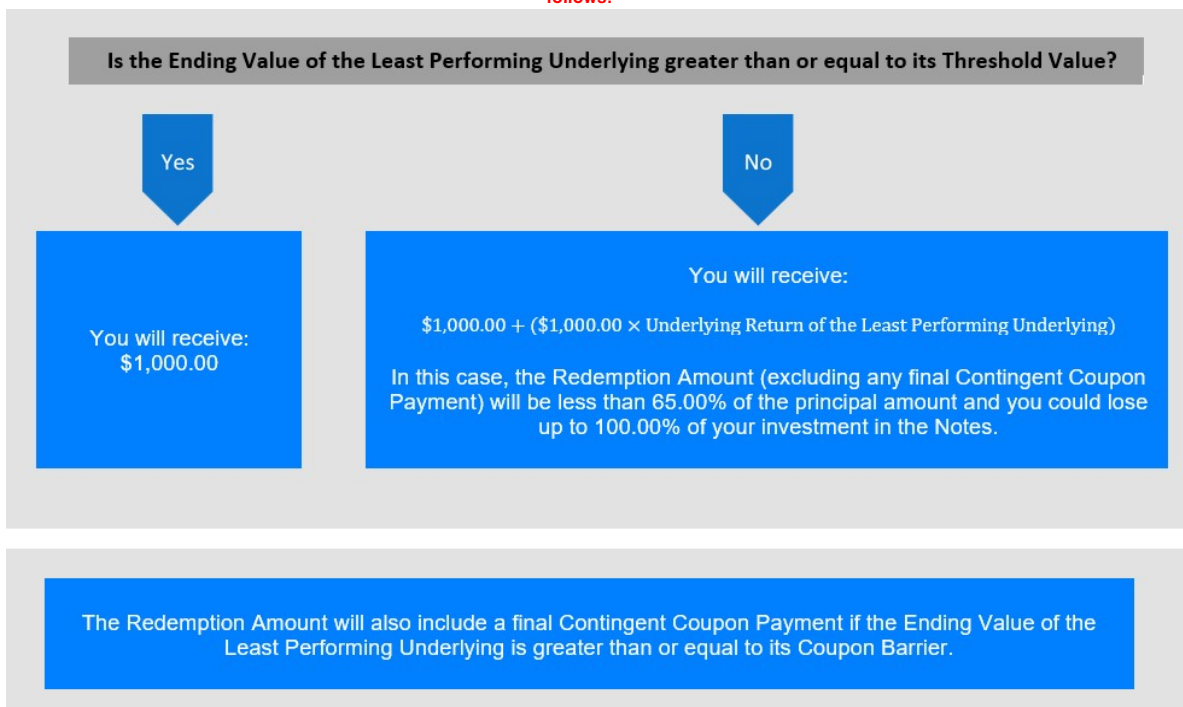 follows:
Is the Ending Value of the Least Performing Underlying greater than or equal to its Threshold Value?
Yes
No
You will receive:
$1,000.00
You will receive:
$1,000.00 + ($1,000.00 × Underlying Return of the Least Performing Underlying)
In this case, the Redemption Amount (excluding any final Contingent Coupon
Payment) will be less than 65.00% of the principal amount and you could lose
up to 100.00% of your investment in the Notes.
The Redemption Amount will also include a final Contingent Coupon Payment if the Ending Value of the
Least Performing Underlying is greater than or equal to its Coupon Barrier.